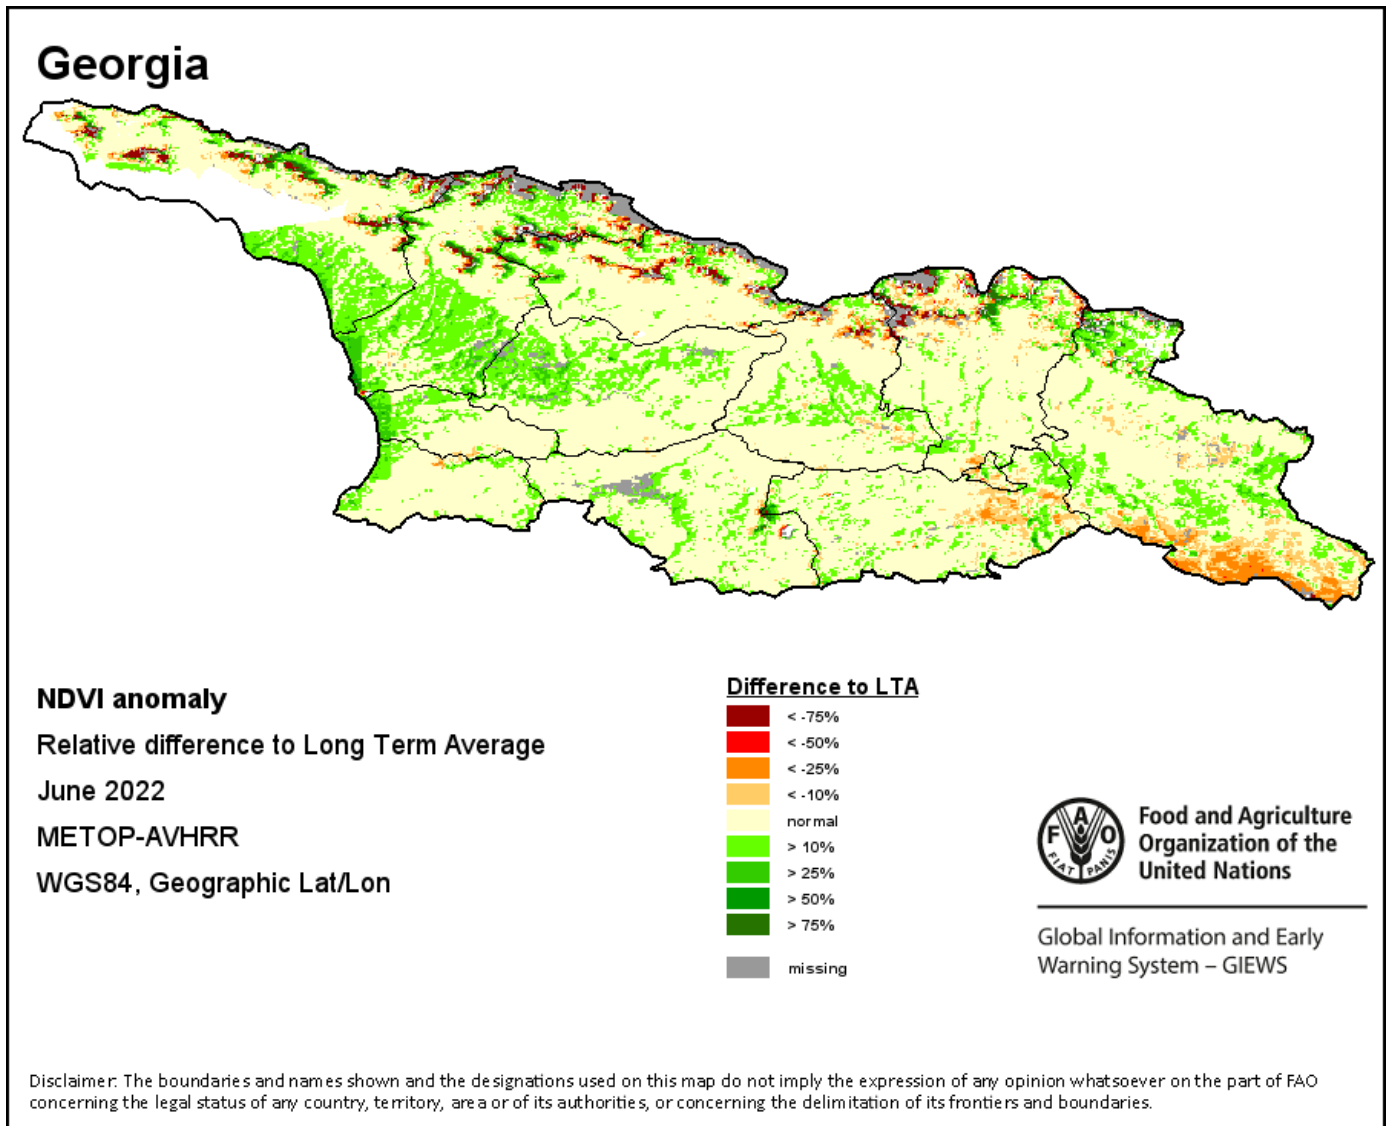 Georgia
NDVI anomaly
Relative difference to Long Term Average
June 2022
METOP-AVHRR
WGS84, Geographic Lat/Lon
Difference to LTA
< -75%
< -50%
< -25%
< -10%
normal
> 10%
> 25%
> 50%
> 75%
missing
F A O
FIAT PANIS
Food and Agriculture
Organization of the
United Nations
Global Information and Early
Warning System – GIEWS
Disclaimer: The boundaries and names shown and the designations used on this map do not imply the expression of any opinion whatsoever on the part of FAO
concerning the legal status of any country, territory, area or of its authorities, or concerning the delimitation of its frontiers and boundaries.